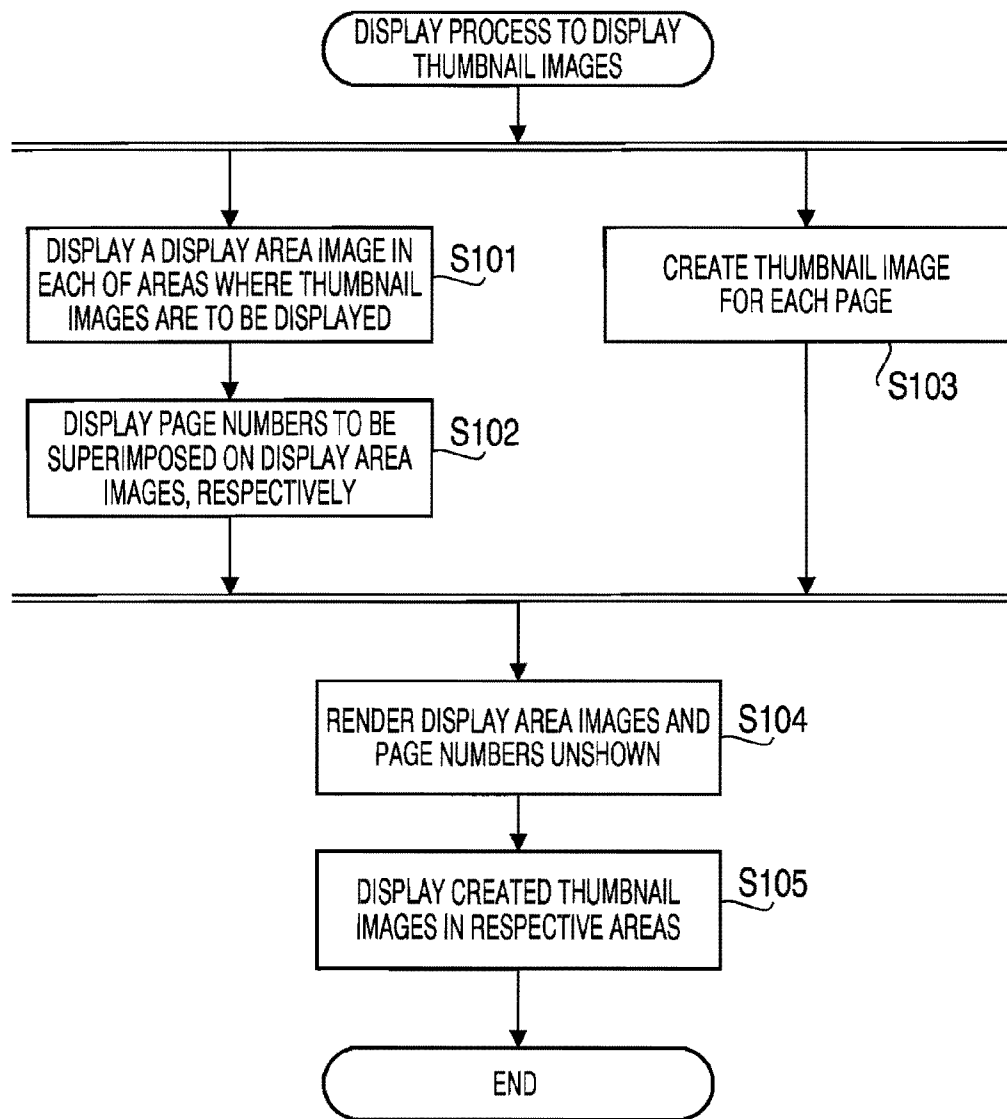 DISPLAY PROCESS TO DISPLAY
THUMBNAIL IMAGES
DISPLAY A DISPLAY AREA IMAGE IN
EACH OF AREAS WHERE THUMBNAIL
IMAGES ARE TO BE DISPLAYED
S101
DISPLAY PAGE NUMBERS TO BE
SUPERIMPOSED ON DISPLAY AREA
IMAGES, RESPECTIVELY
S102
CREATE THUMBNAIL IMAGE
FOR EACH PAGE
S103
RENDER DISPLAY AREA IMAGES AND
PAGE NUMBERS UNSHOWN
S104
DISPLAY CREATED THUMBNAIL
IMAGES IN RESPECTIVE AREAS
S105
END